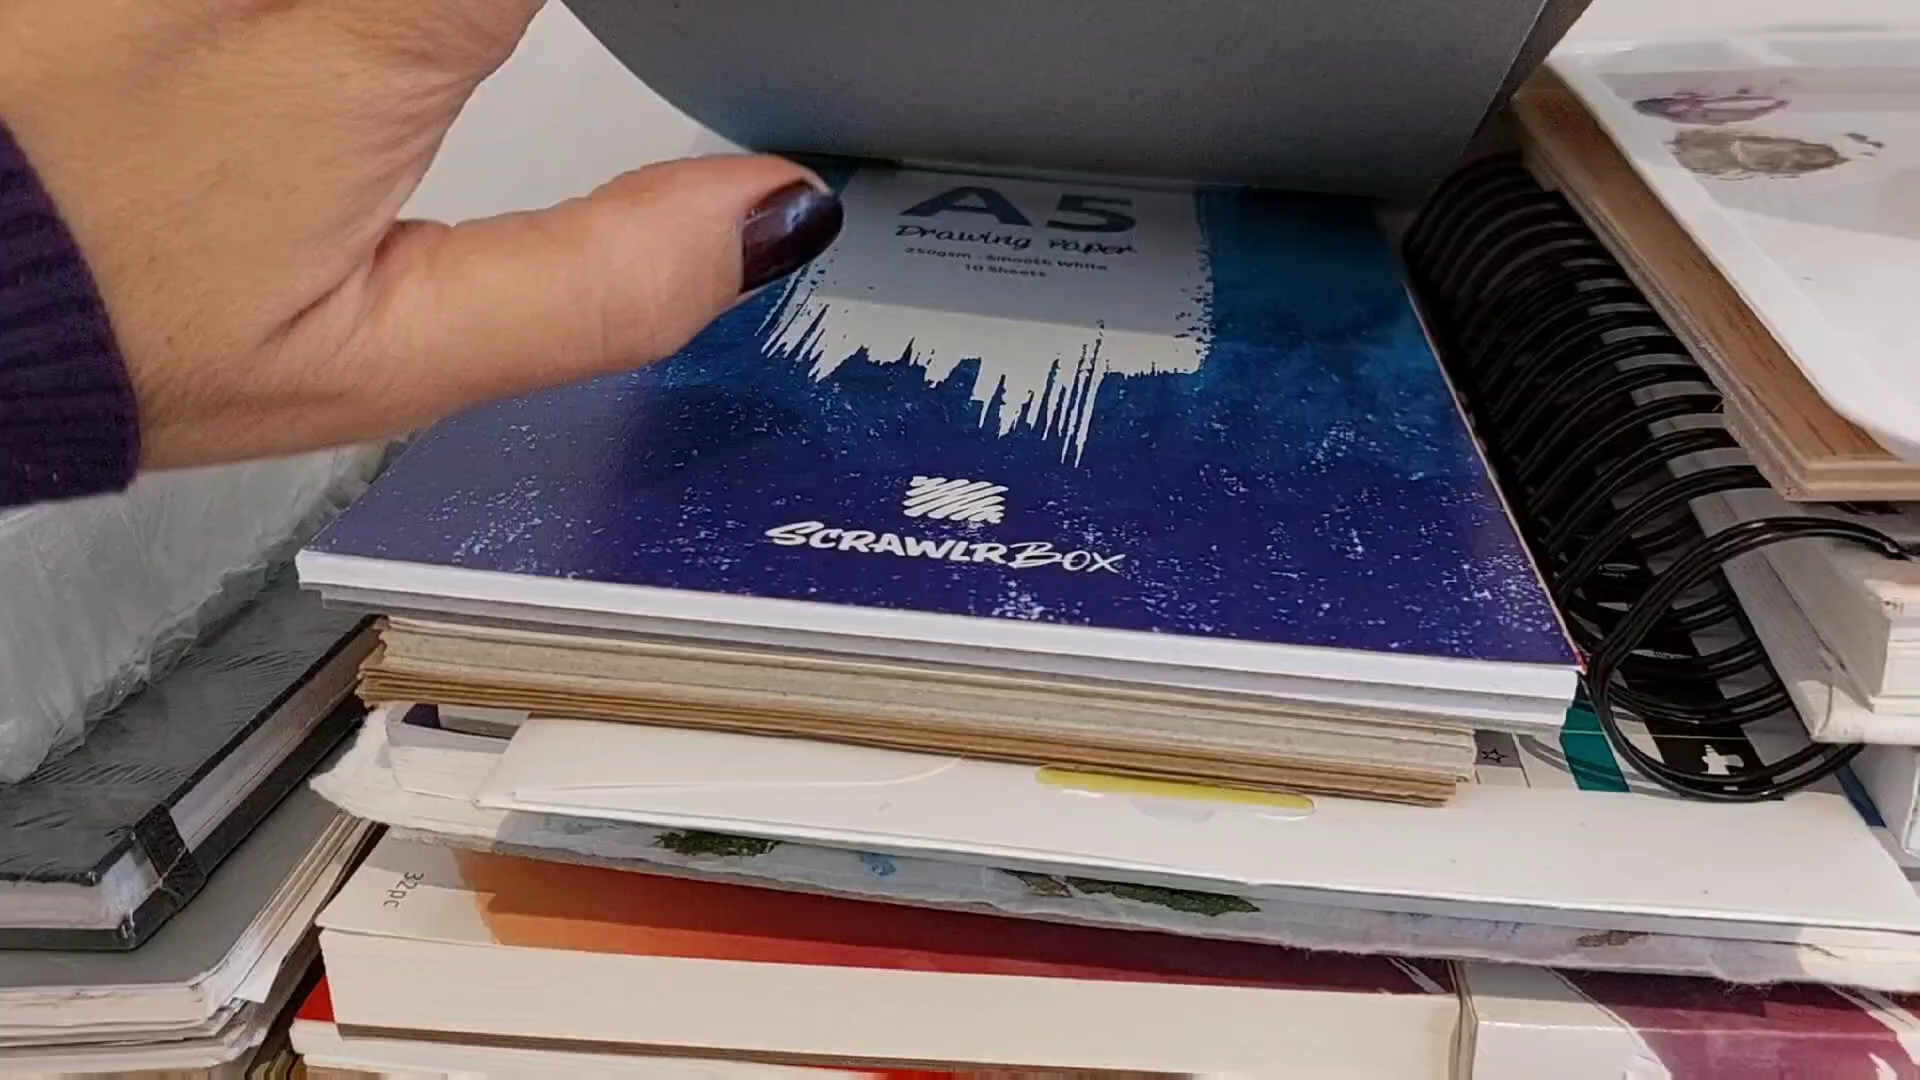 A5
Drawing Paper
250gsm - Smooth White
10 Sheets
SCRAWLRBOX
32pc